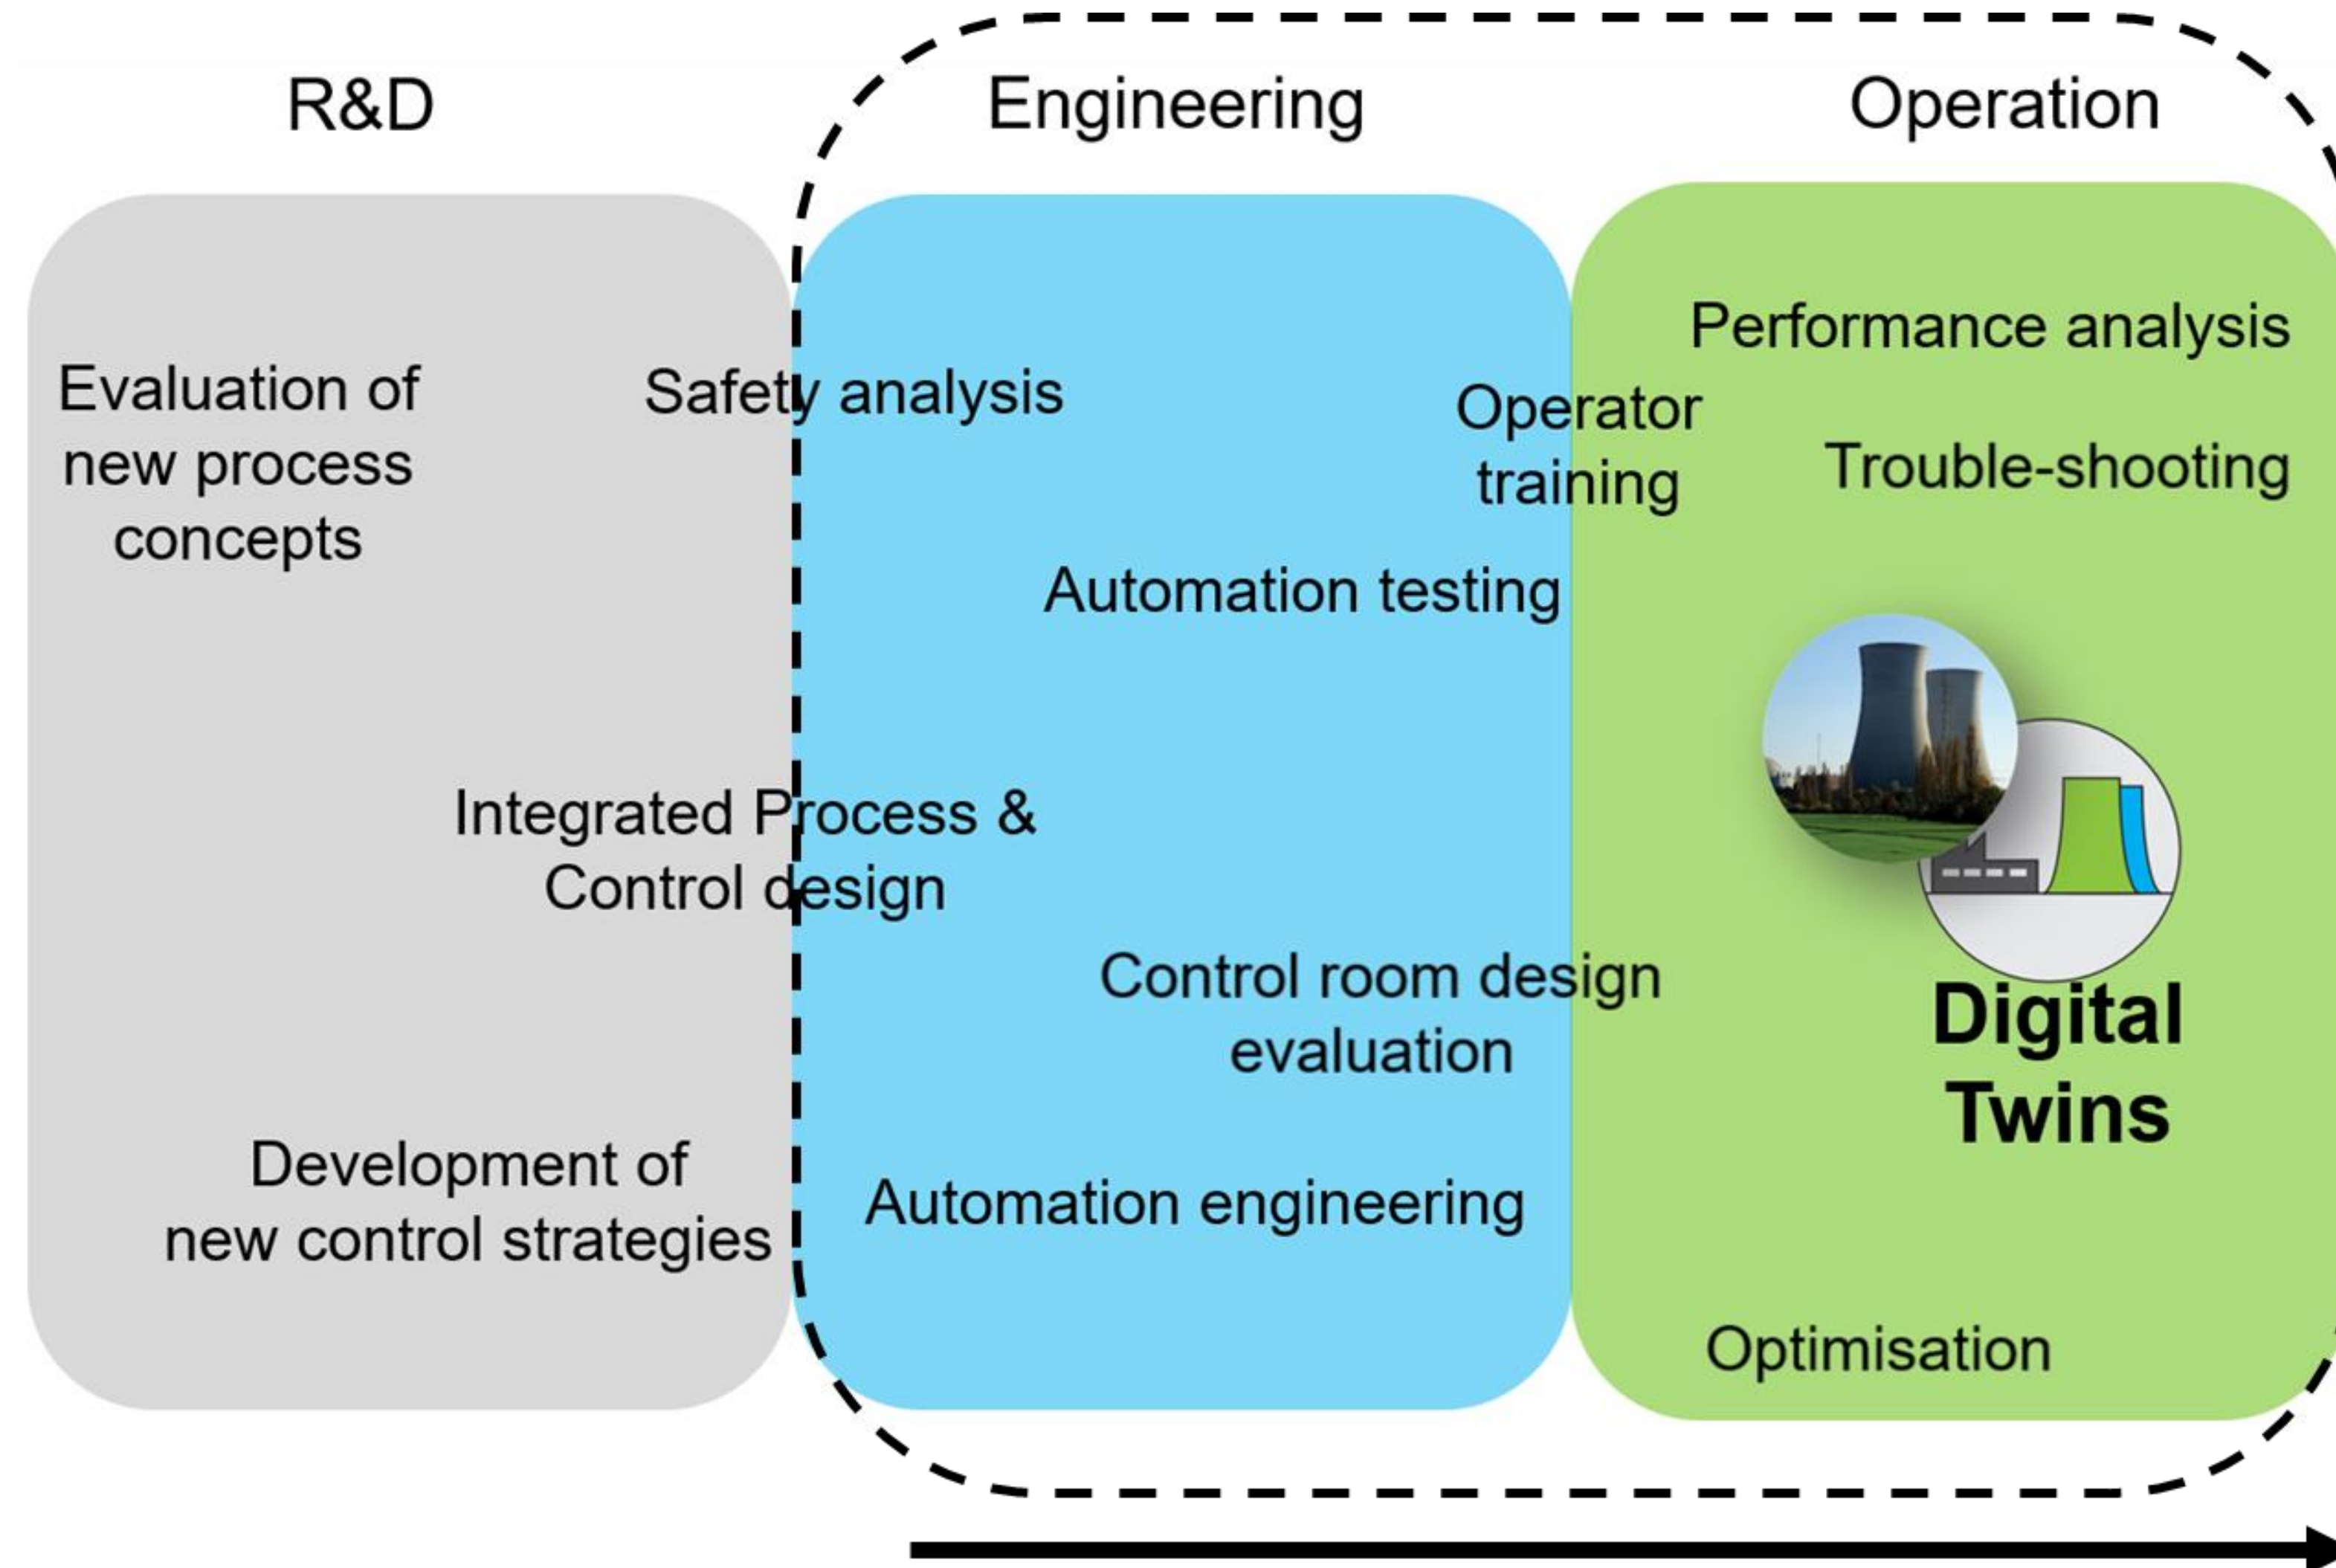 R&D
Engineering
Operation
Evaluation of
new process
concepts
Safety analysis
Performance analysis
Operator
training
Trouble-shooting
Automation testing
Integrated Process &
Control design
Control room design
evaluation
Digital
Twins
Development of
new control strategies
Automation engineering
Optimisation